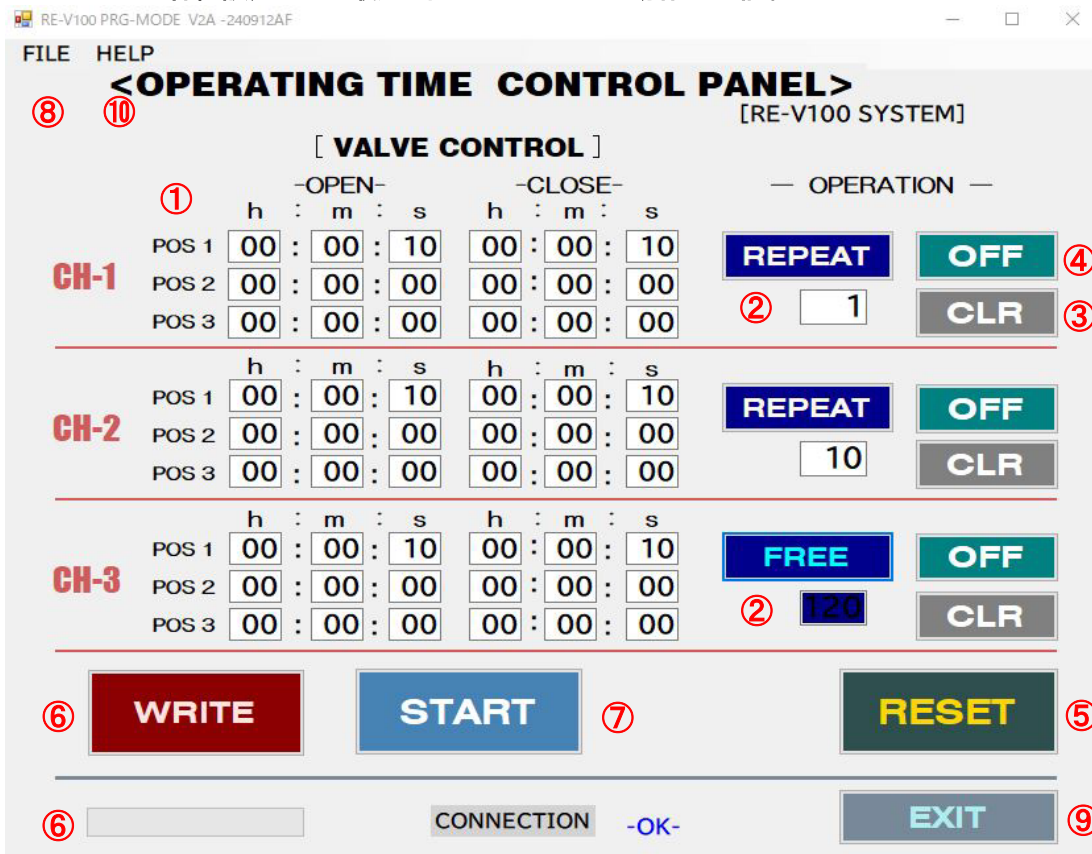 RE-V100 PRG-MODE V2A -240912AF
FILE HELP
<OPERATING TIME CONTROL PANEL>
⑧ ⑩ [RE-V100 SYSTEM]
[ VALVE CONTROL ]
① -OPEN- -CLOSE- — OPERATION —
h : m : s h : m : s
POS 1 00 : 00 : 10 00 : 00 : 10 REPEAT OFF ④
CH-1 POS 2 00 : 00 : 00 00 : 00 : 00 ② 1 CLR ③
POS 3 00 : 00 : 00 00 : 00 : 00
h : m : s h : m : s
POS 1 00 : 00 : 10 00 : 00 : 10 REPEAT OFF
CH-2 POS 2 00 : 00 : 00 00 : 00 : 00 10 CLR
POS 3 00 : 00 : 00 00 : 00 : 00
h : m : s h : m : s
POS 1 00 : 00 : 10 00 : 00 : 10 FREE OFF
CH-3 POS 2 00 : 00 : 00 00 : 00 : 00 ② 120 CLR
POS 3 00 : 00 : 00 00 : 00 : 00
⑥ WRITE START ⑦ RESET ⑤
⑥ CONNECTION -OK- EXIT ⑨